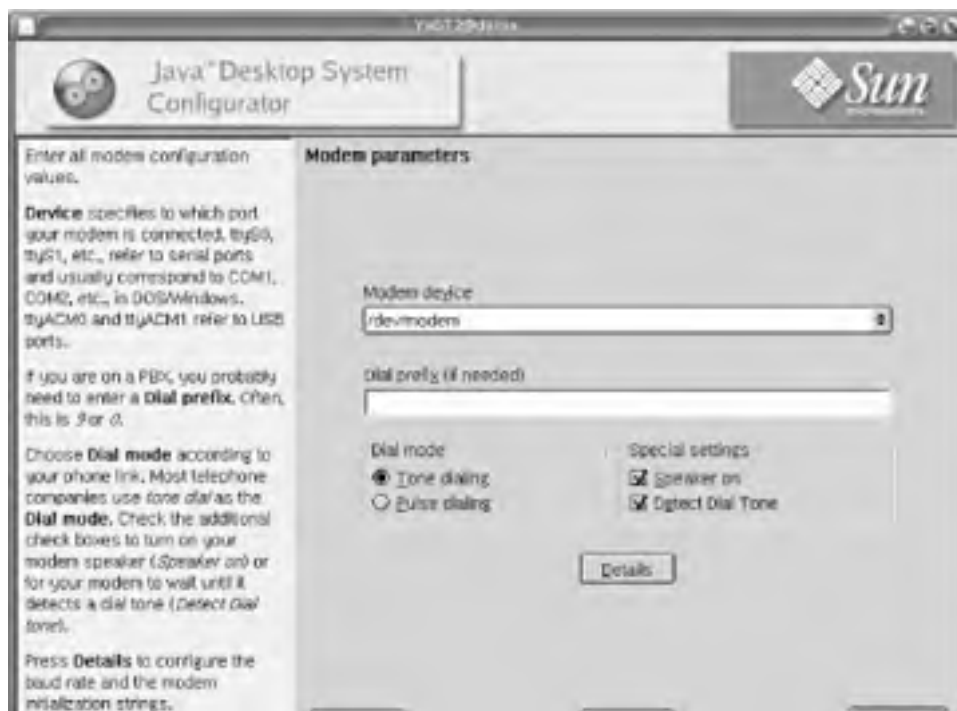 Java™ Desktop System
Configurator
Sun
Enter all modem configuration
values.
Device specifies to which port
your modem is connected. ttyS0,
ttyS1, etc., refer to serial ports
and usually correspond to COM1,
COM2, etc., in DOS/Windows.
ttyACM0 and ttyACM1 refer to USB
ports.
If you are on a PBX, you probably
need to enter a Dial prefix. Often,
this is 9 or 0.
Choose Dial mode according to
your phone link. Most telephone
companies use tone dial as the
Dial mode. Check the additional
check boxes to turn on your
modem speaker (Speaker on) or
for your modem to wait until it
detects a dial tone (Detect Dial
tone).
Press Details to configure the
baud rate and the modem
initialization strings.
Modem parameters
Modem device
/dev/modem
Dial prefix (if needed)
Dial mode
Tone dialing
Pulse dialing
Special settings
Speaker on
Detect Dial Tone
Details